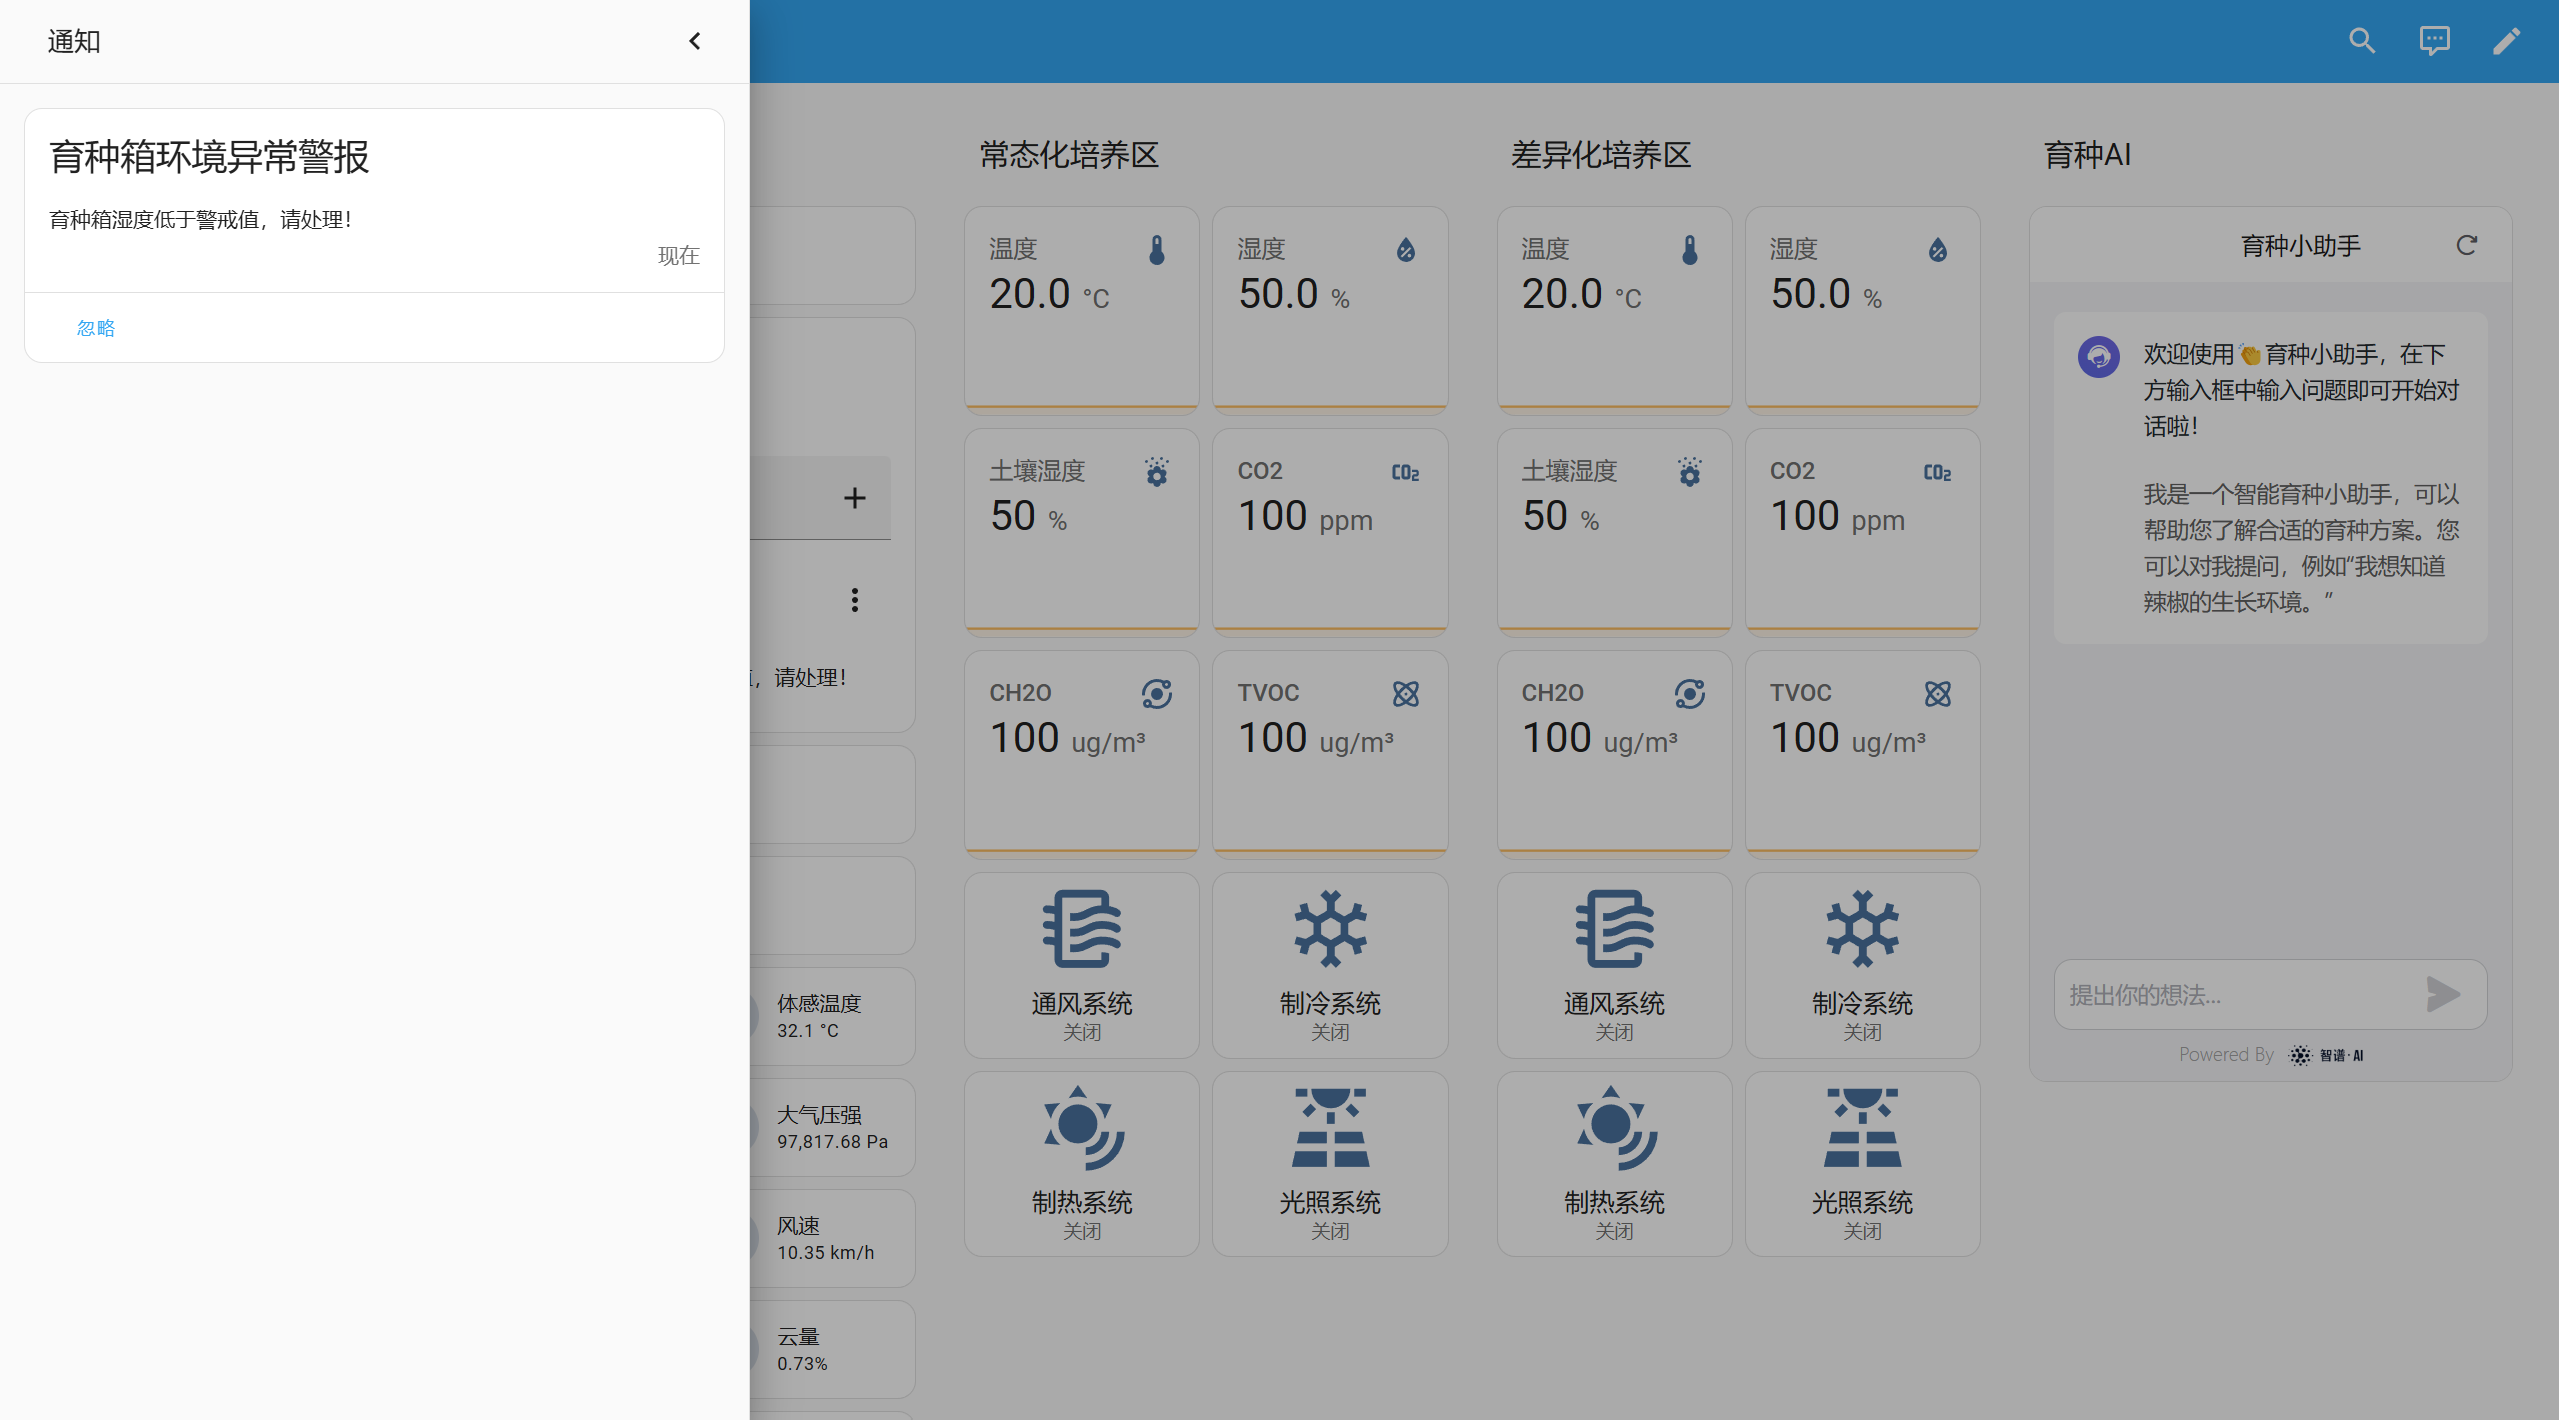 通知
育种箱环境异常警报
育种箱湿度低于警戒值，请处理！
现在
忽略
，请处理！
体感温度
32.1 °C
大气压强
97,817.68 Pa
风速
10.35 km/h
云量
0.73%
常态化培养区
温度
20.0 °C
湿度
50.0 %
土壤湿度
50 %
CO2
CO₂
100 ppm
CH2O
100 ug/m³
TVOC
100 ug/m³
通风系统
关闭
制冷系统
关闭
制热系统
关闭
光照系统
关闭
差异化培养区
温度
20.0 °C
湿度
50.0 %
土壤湿度
50 %
CO2
CO₂
100 ppm
CH2O
100 ug/m³
TVOC
100 ug/m³
通风系统
关闭
制冷系统
关闭
制热系统
关闭
光照系统
关闭
育种AI
育种小助手
欢迎使用👏育种小助手，在下
方输入框中输入问题即可开始对
话啦！
我是一个智能育种小助手，可以
帮助您了解合适的育种方案。您
可以对我提问，例如“我想知道
辣椒的生长环境。”
提出你的想法...
Powered By 智谱·AI